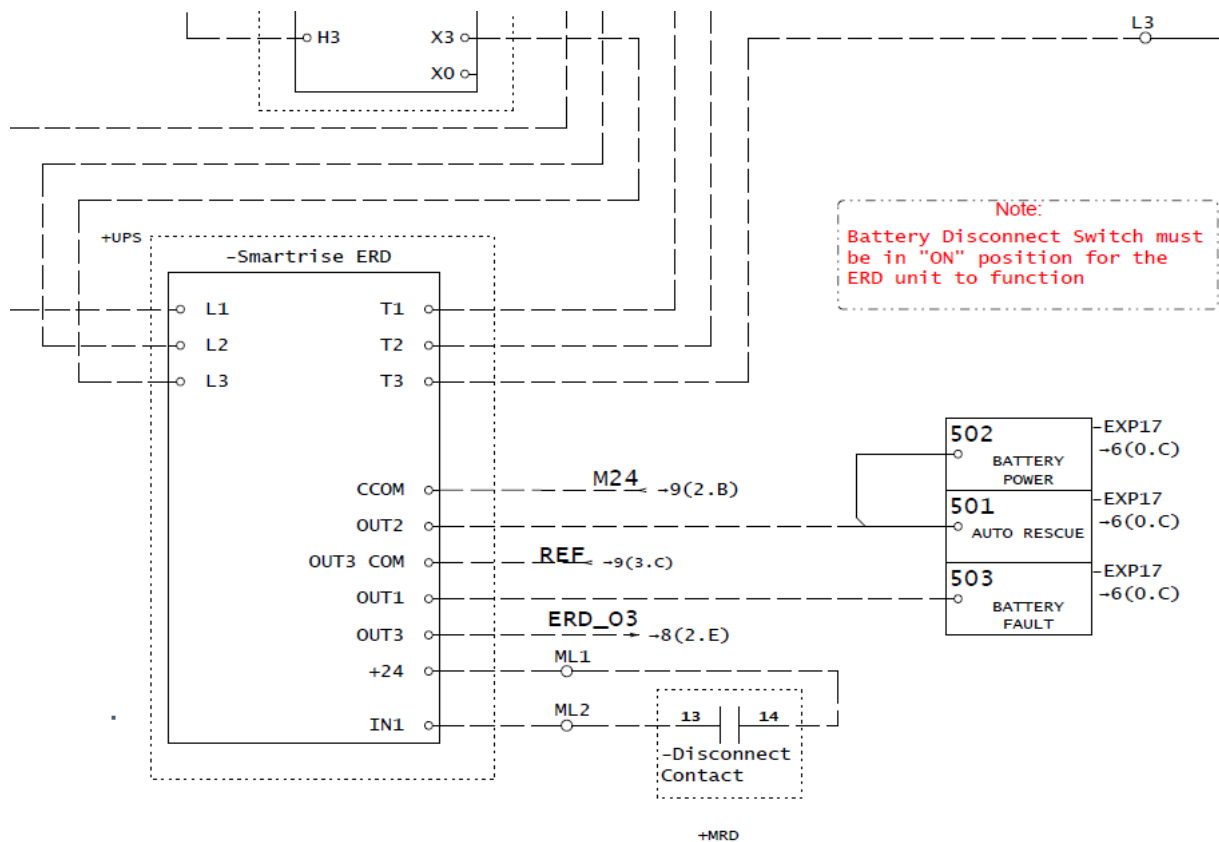 L3
H3 X3
X0
Note:
Battery Disconnect Switch must
be in "ON" position for the
ERD unit to function
+UPS
-Smartrise ERD
L1 T1
L2 T2
L3 T3
CCOM M24 →9(2.B)
OUT2
OUT3 COM REF →9(3.C)
OUT1
OUT3 ERD_O3 →8(2.E)
+24 ML1
IN1 ML2
13 14
-Disconnect
Contact
+MRD
502 -EXP17
BATTERY →6(0.C)
POWER
501 -EXP17
AUTO RESCUE →6(0.C)
503 -EXP17
BATTERY →6(0.C)
FAULT